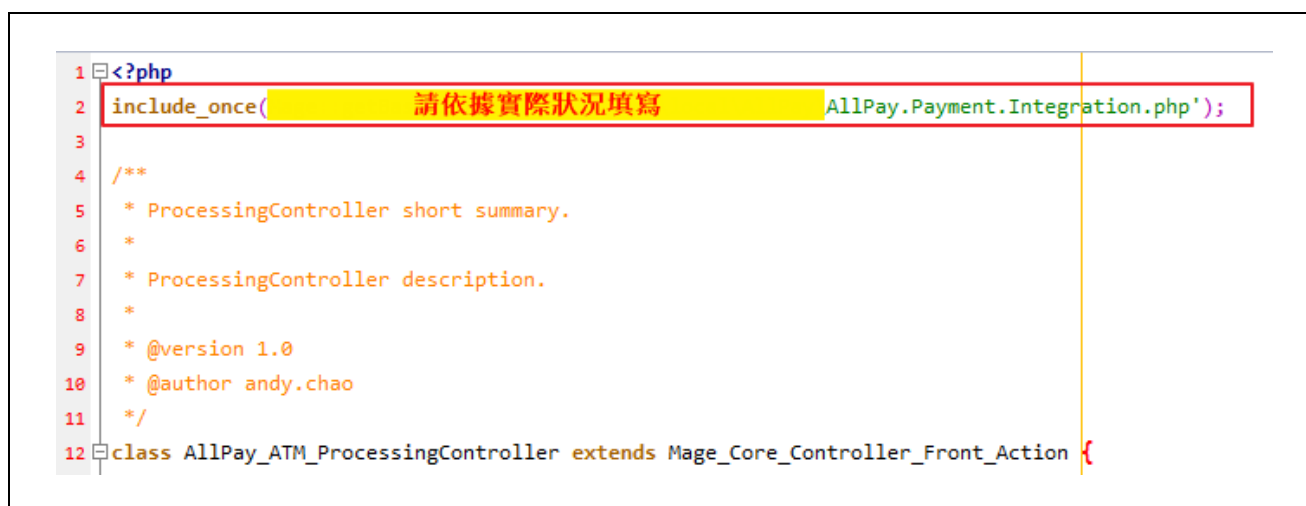 1 <?php
2 include_once( 請依據實際狀況填寫 AllPay.Payment.Integration.php');
3
4 /**
5 * ProcessingController short summary.
6 *
7 * ProcessingController description.
8 *
9 * @version 1.0
10 * @author andy.chao
11 */
12 class AllPay_ATM_ProcessingController extends Mage_Core_Controller_Front_Action {